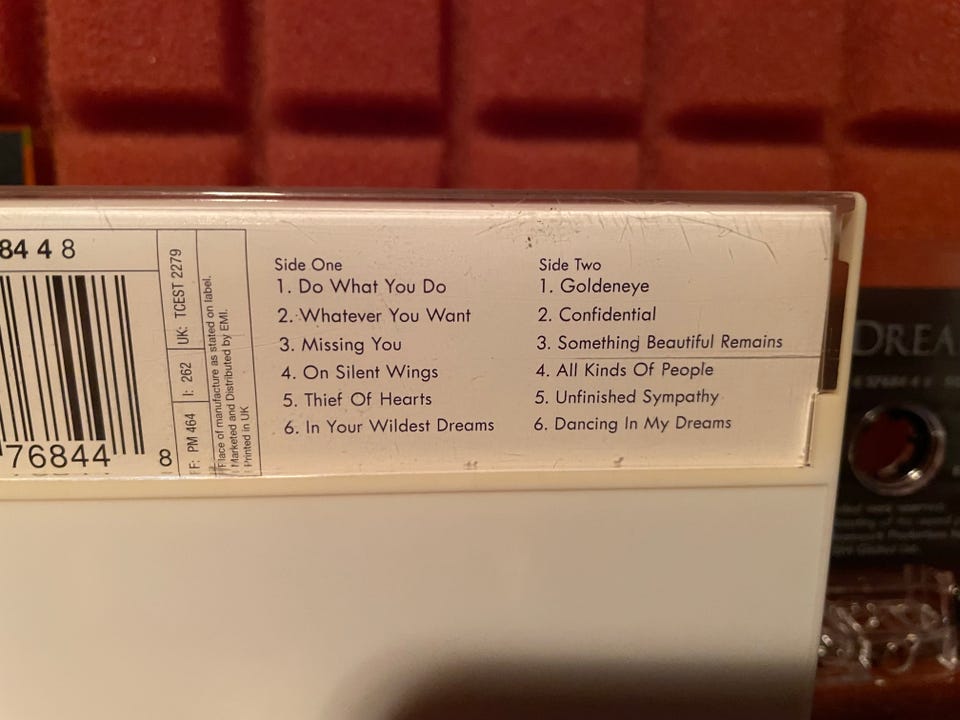 84 4 8
76844
8
UK: TCEST 2279
I: 262
F: PM 464
Place of manufacture as stated on label.
Marketed and Distributed by EMI.
Printed in UK
Side One
1. Do What You Do
2. Whatever You Want
3. Missing You
4. On Silent Wings
5. Thief Of Hearts
6. In Your Wildest Dreams
Side Two
1. Goldeneye
2. Confidential
3. Something Beautiful Remains
4. All Kinds Of People
5. Unfinished Sympathy
6. Dancing In My Dreams
DREA